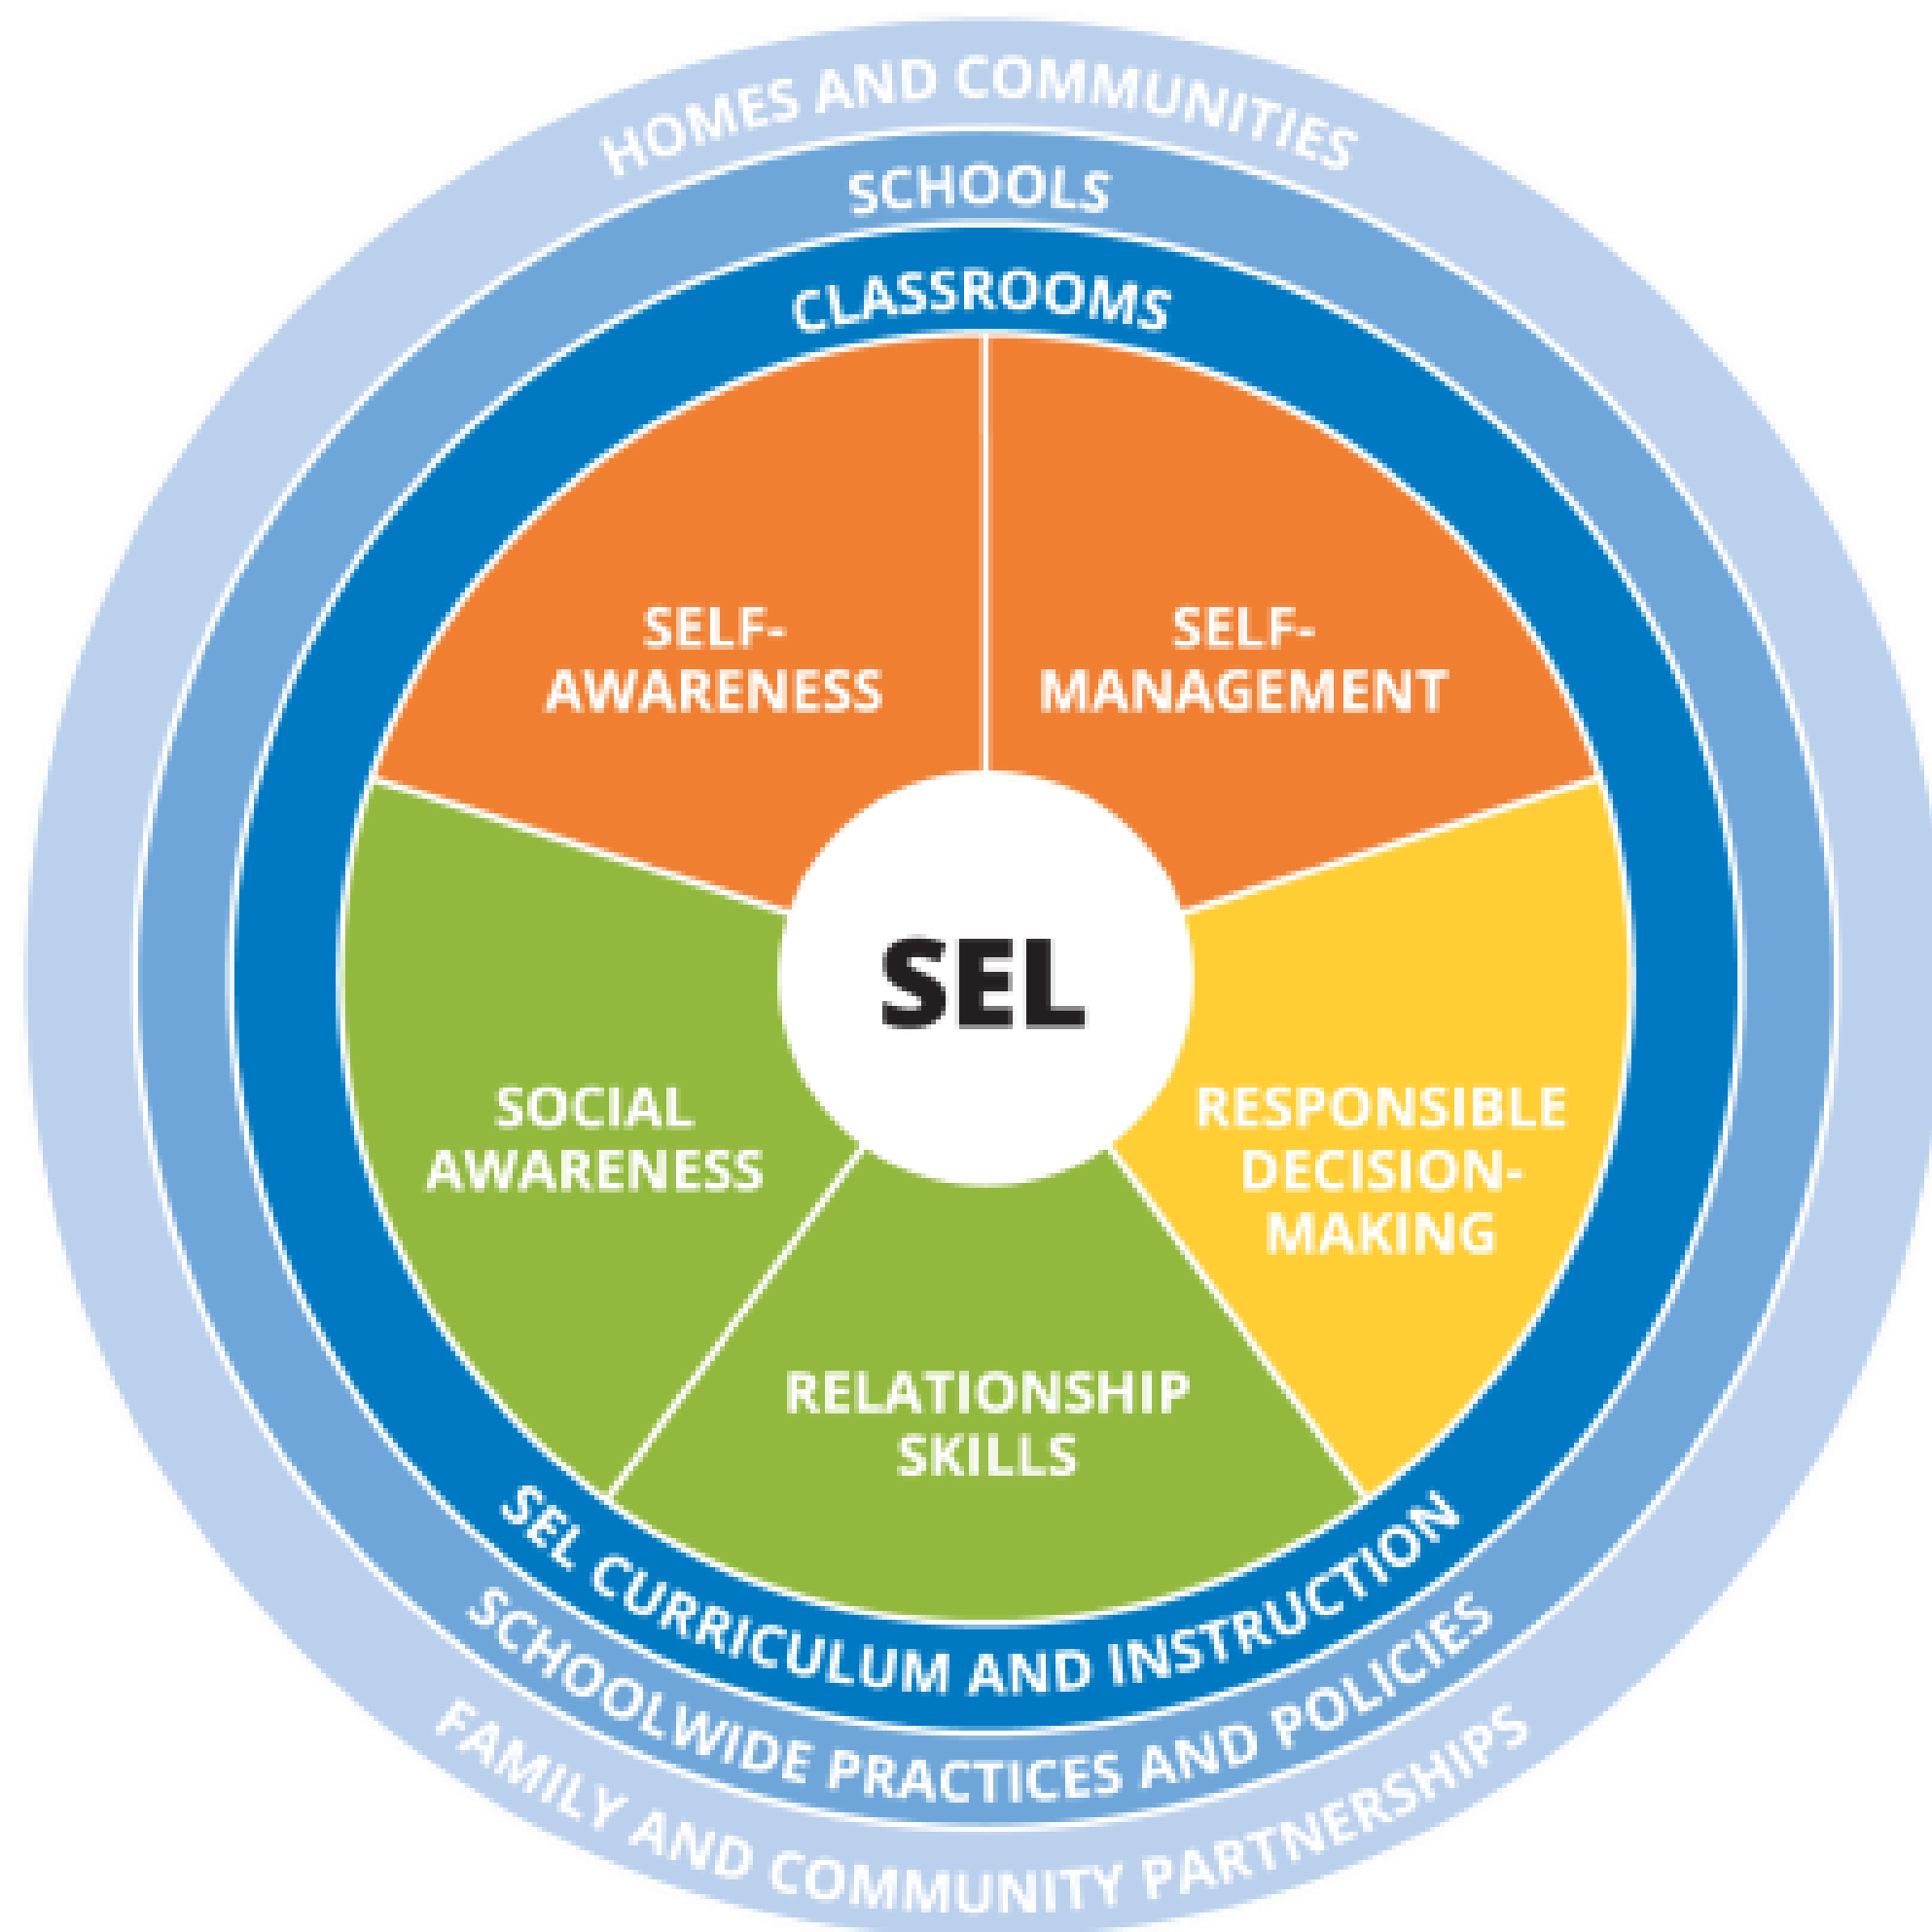 HOMES AND COMMUNITIES
SCHOOLS
CLASSROOMS
SELF-
AWARENESS
SELF-
MANAGEMENT
SEL
SOCIAL
AWARENESS
RESPONSIBLE
DECISION-
MAKING
RELATIONSHIP
SKILLS
SEL CURRICULUM AND INSTRUCTION
SCHOOLWIDE PRACTICES AND POLICIES
FAMILY AND COMMUNITY PARTNERSHIPS